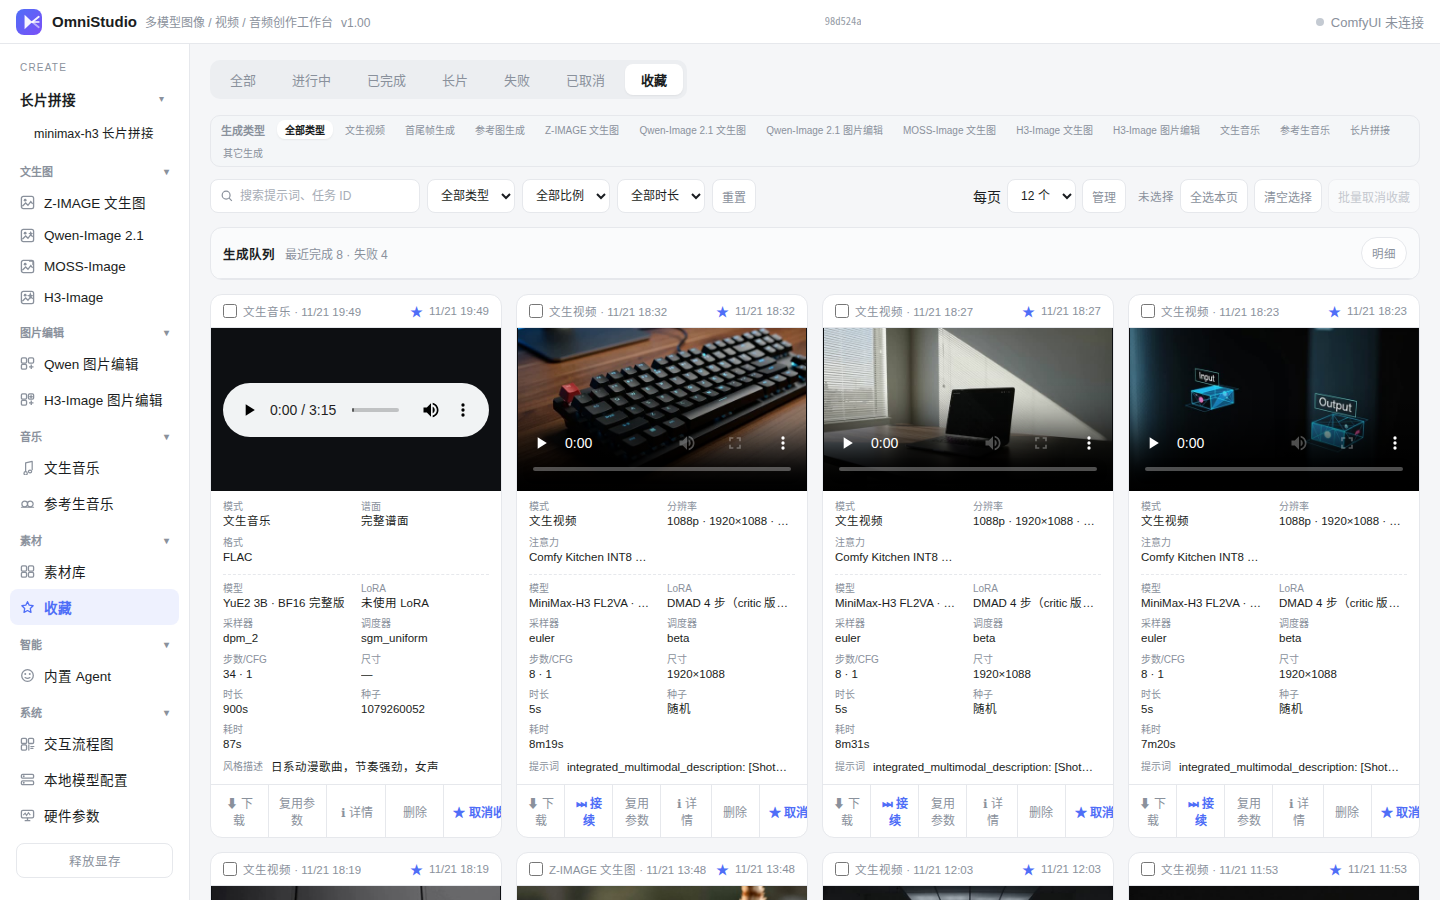 OmniStudio 多模型图像 / 视频 / 音频创作工作台 v1.00 98d524a ComfyUI 未连接
CREATE
长片拼接
minimax-h3 长片拼接
文生图
Z-IMAGE 文生图
Qwen-Image 2.1
MOSS-Image
H3-Image
图片编辑
Qwen 图片编辑
H3-Image 图片编辑
音乐
文生音乐
参考生音乐
素材
素材库
收藏
智能
内置 Agent
系统
交互流程图
本地模型配置
硬件参数
释放显存
全部 进行中 已完成 长片 失败 已取消 收藏
生成类型 全部类型 文生视频 首尾帧生成 参考图生成 Z-IMAGE 文生图 Qwen-Image 2.1 文生图 Qwen-Image 2.1 图片编辑 MOSS-Image 文生图 H3-Image 文生图 H3-Image 图片编辑 文生音乐 参考生音乐 长片拼接
其它生成
搜索提示词、任务 ID 全部类型 全部比例 全部时长 重置 每页 12 个 管理 未选择 全选本页 清空选择 批量取消收藏
生成队列 最近完成 8 · 失败 4 明细
文生音乐 · 11/21 19:49 ★ 11/21 19:49
0:00 / 3:15
模式 谱面
文生音乐 完整谱面
格式
FLAC
模型 LoRA
YuE2 3B · BF16 完整版 未使用 LoRA
采样器 调度器
dpm_2 sgm_uniform
步数/CFG 尺寸
34 · 1 —
时长 种子
900s 1079260052
耗时
87s
风格描述 日系动漫歌曲，节奏强劲，女声
⬇ 下载 复用参数 ℹ 详情 删除 ★ 取消收
文生视频 · 11/21 18:32 ★ 11/21 18:32
0:00
模式 分辨率
文生视频 1088p · 1920×1088 · …
注意力
Comfy Kitchen INT8 …
模型 LoRA
MiniMax-H3 FL2VA · … DMAD 4 步（critic 版…
采样器 调度器
euler beta
步数/CFG 尺寸
8 · 1 1920×1088
时长 种子
5s 随机
耗时
8m19s
提示词 integrated_multimodal_description: [Shot…
⬇ 下载 ⏭ 接续 复用参数 ℹ 详情 删除 ★ 取消
文生视频 · 11/21 18:27 ★ 11/21 18:27
0:00
模式 分辨率
文生视频 1088p · 1920×1088 · …
注意力
Comfy Kitchen INT8 …
模型 LoRA
MiniMax-H3 FL2VA · … DMAD 4 步（critic 版…
采样器 调度器
euler beta
步数/CFG 尺寸
8 · 1 1920×1088
时长 种子
5s 随机
耗时
8m31s
提示词 integrated_multimodal_description: [Shot…
⬇ 下载 ⏭ 接续 复用参数 ℹ 详情 删除 ★ 取消
文生视频 · 11/21 18:23 ★ 11/21 18:23
Input
Output
0:00
模式 分辨率
文生视频 1088p · 1920×1088 · …
注意力
Comfy Kitchen INT8 …
模型 LoRA
MiniMax-H3 FL2VA · … DMAD 4 步（critic 版…
采样器 调度器
euler beta
步数/CFG 尺寸
8 · 1 1920×1088
时长 种子
5s 随机
耗时
7m20s
提示词 integrated_multimodal_description: [Shot…
⬇ 下载 ⏭ 接续 复用参数 ℹ 详情 删除 ★ 取消
文生视频 · 11/21 18:19 ★ 11/21 18:19
Z-IMAGE 文生图 · 11/21 13:48 ★ 11/21 13:48
文生视频 · 11/21 12:03 ★ 11/21 12:03
文生视频 · 11/21 11:53 ★ 11/21 11:53